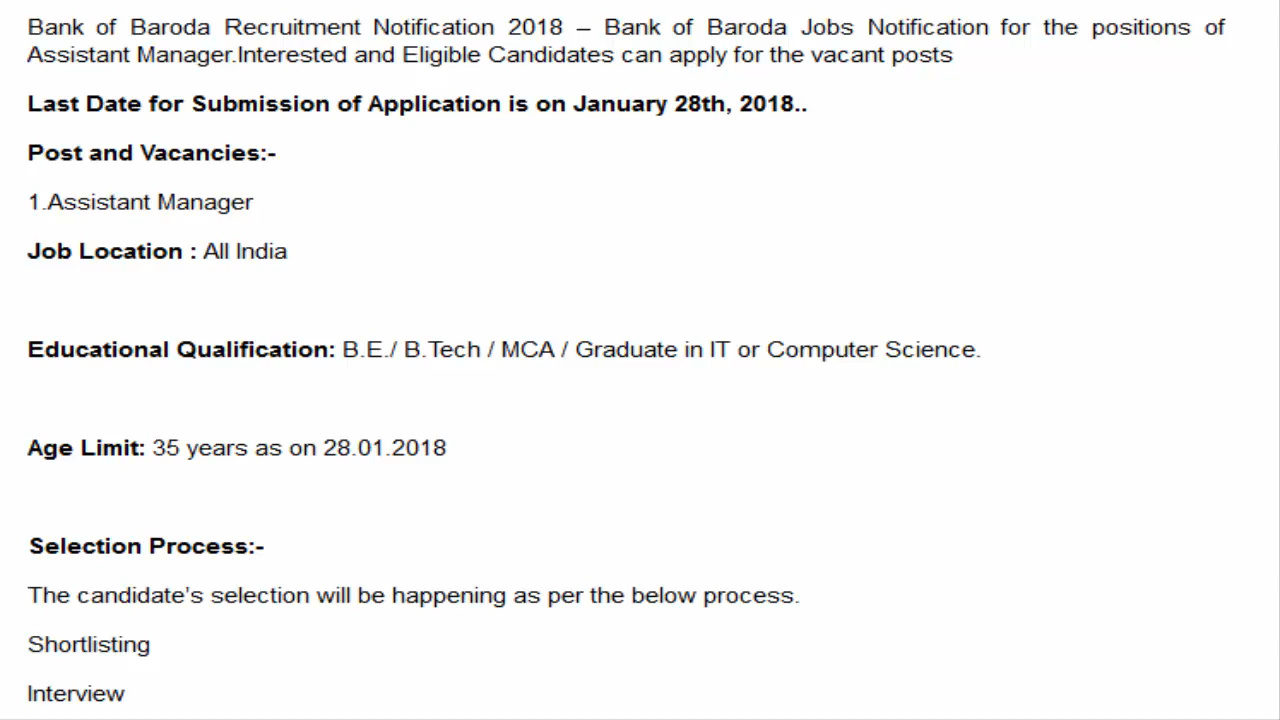 Bank of Baroda Recruitment Notification 2018 – Bank of Baroda Jobs Notification for the positions of
Assistant Manager.Interested and Eligible Candidates can apply for the vacant posts
Last Date for Submission of Application is on January 28th, 2018..
Post and Vacancies:-
1.Assistant Manager
Job Location : All India
Educational Qualification: B.E./ B.Tech / MCA / Graduate in IT or Computer Science.
Age Limit: 35 years as on 28.01.2018
Selection Process:-
The candidate's selection will be happening as per the below process.
Shortlisting
Interview